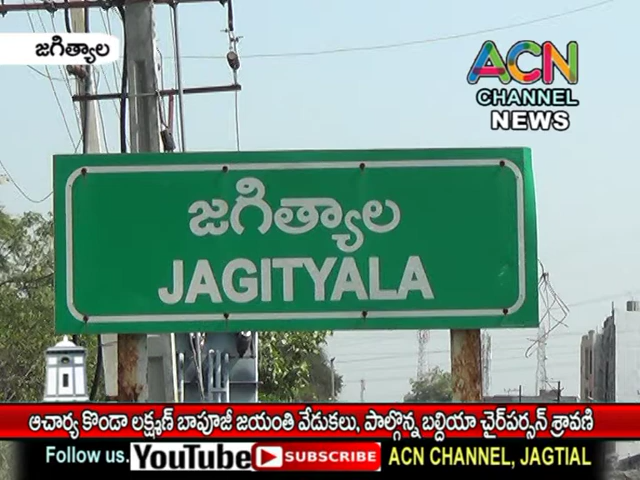 జగిత్యాల
ACN
CHANNEL
NEWS
జగిత్యాల
JAGITYALA
ఆచార్య కొండా లక్ష్మణ్ బాపూజీ జయంతి వేడుకలు, పాల్గొన్న బల్దియా చైర్‌పర్సన్ శ్రావణి
Follow us. YouTube SUBSCRIBE ACN CHANNEL, JAGTIAL